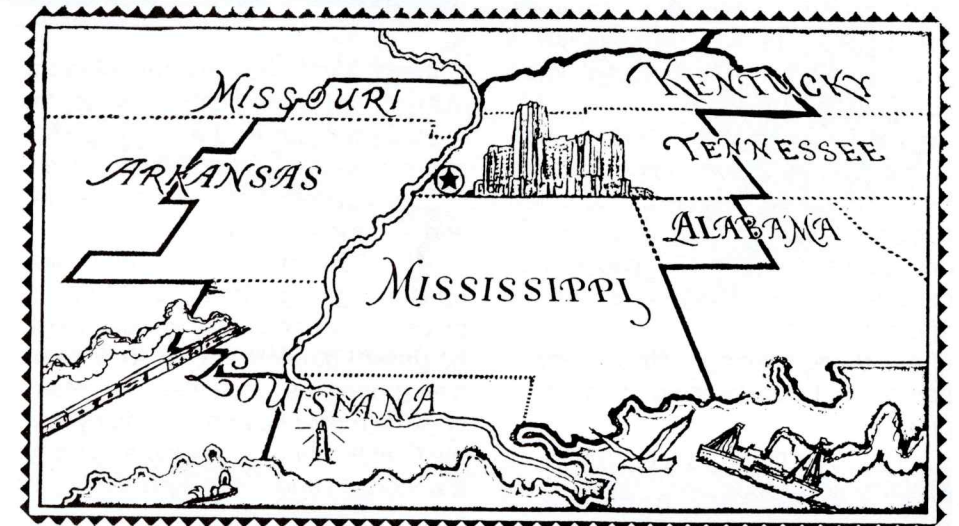 MISSOURI
KENTUCKY
ARKANSAS
TENNESSEE
ALABAMA
MISSISSIPPI
LOUISIANA